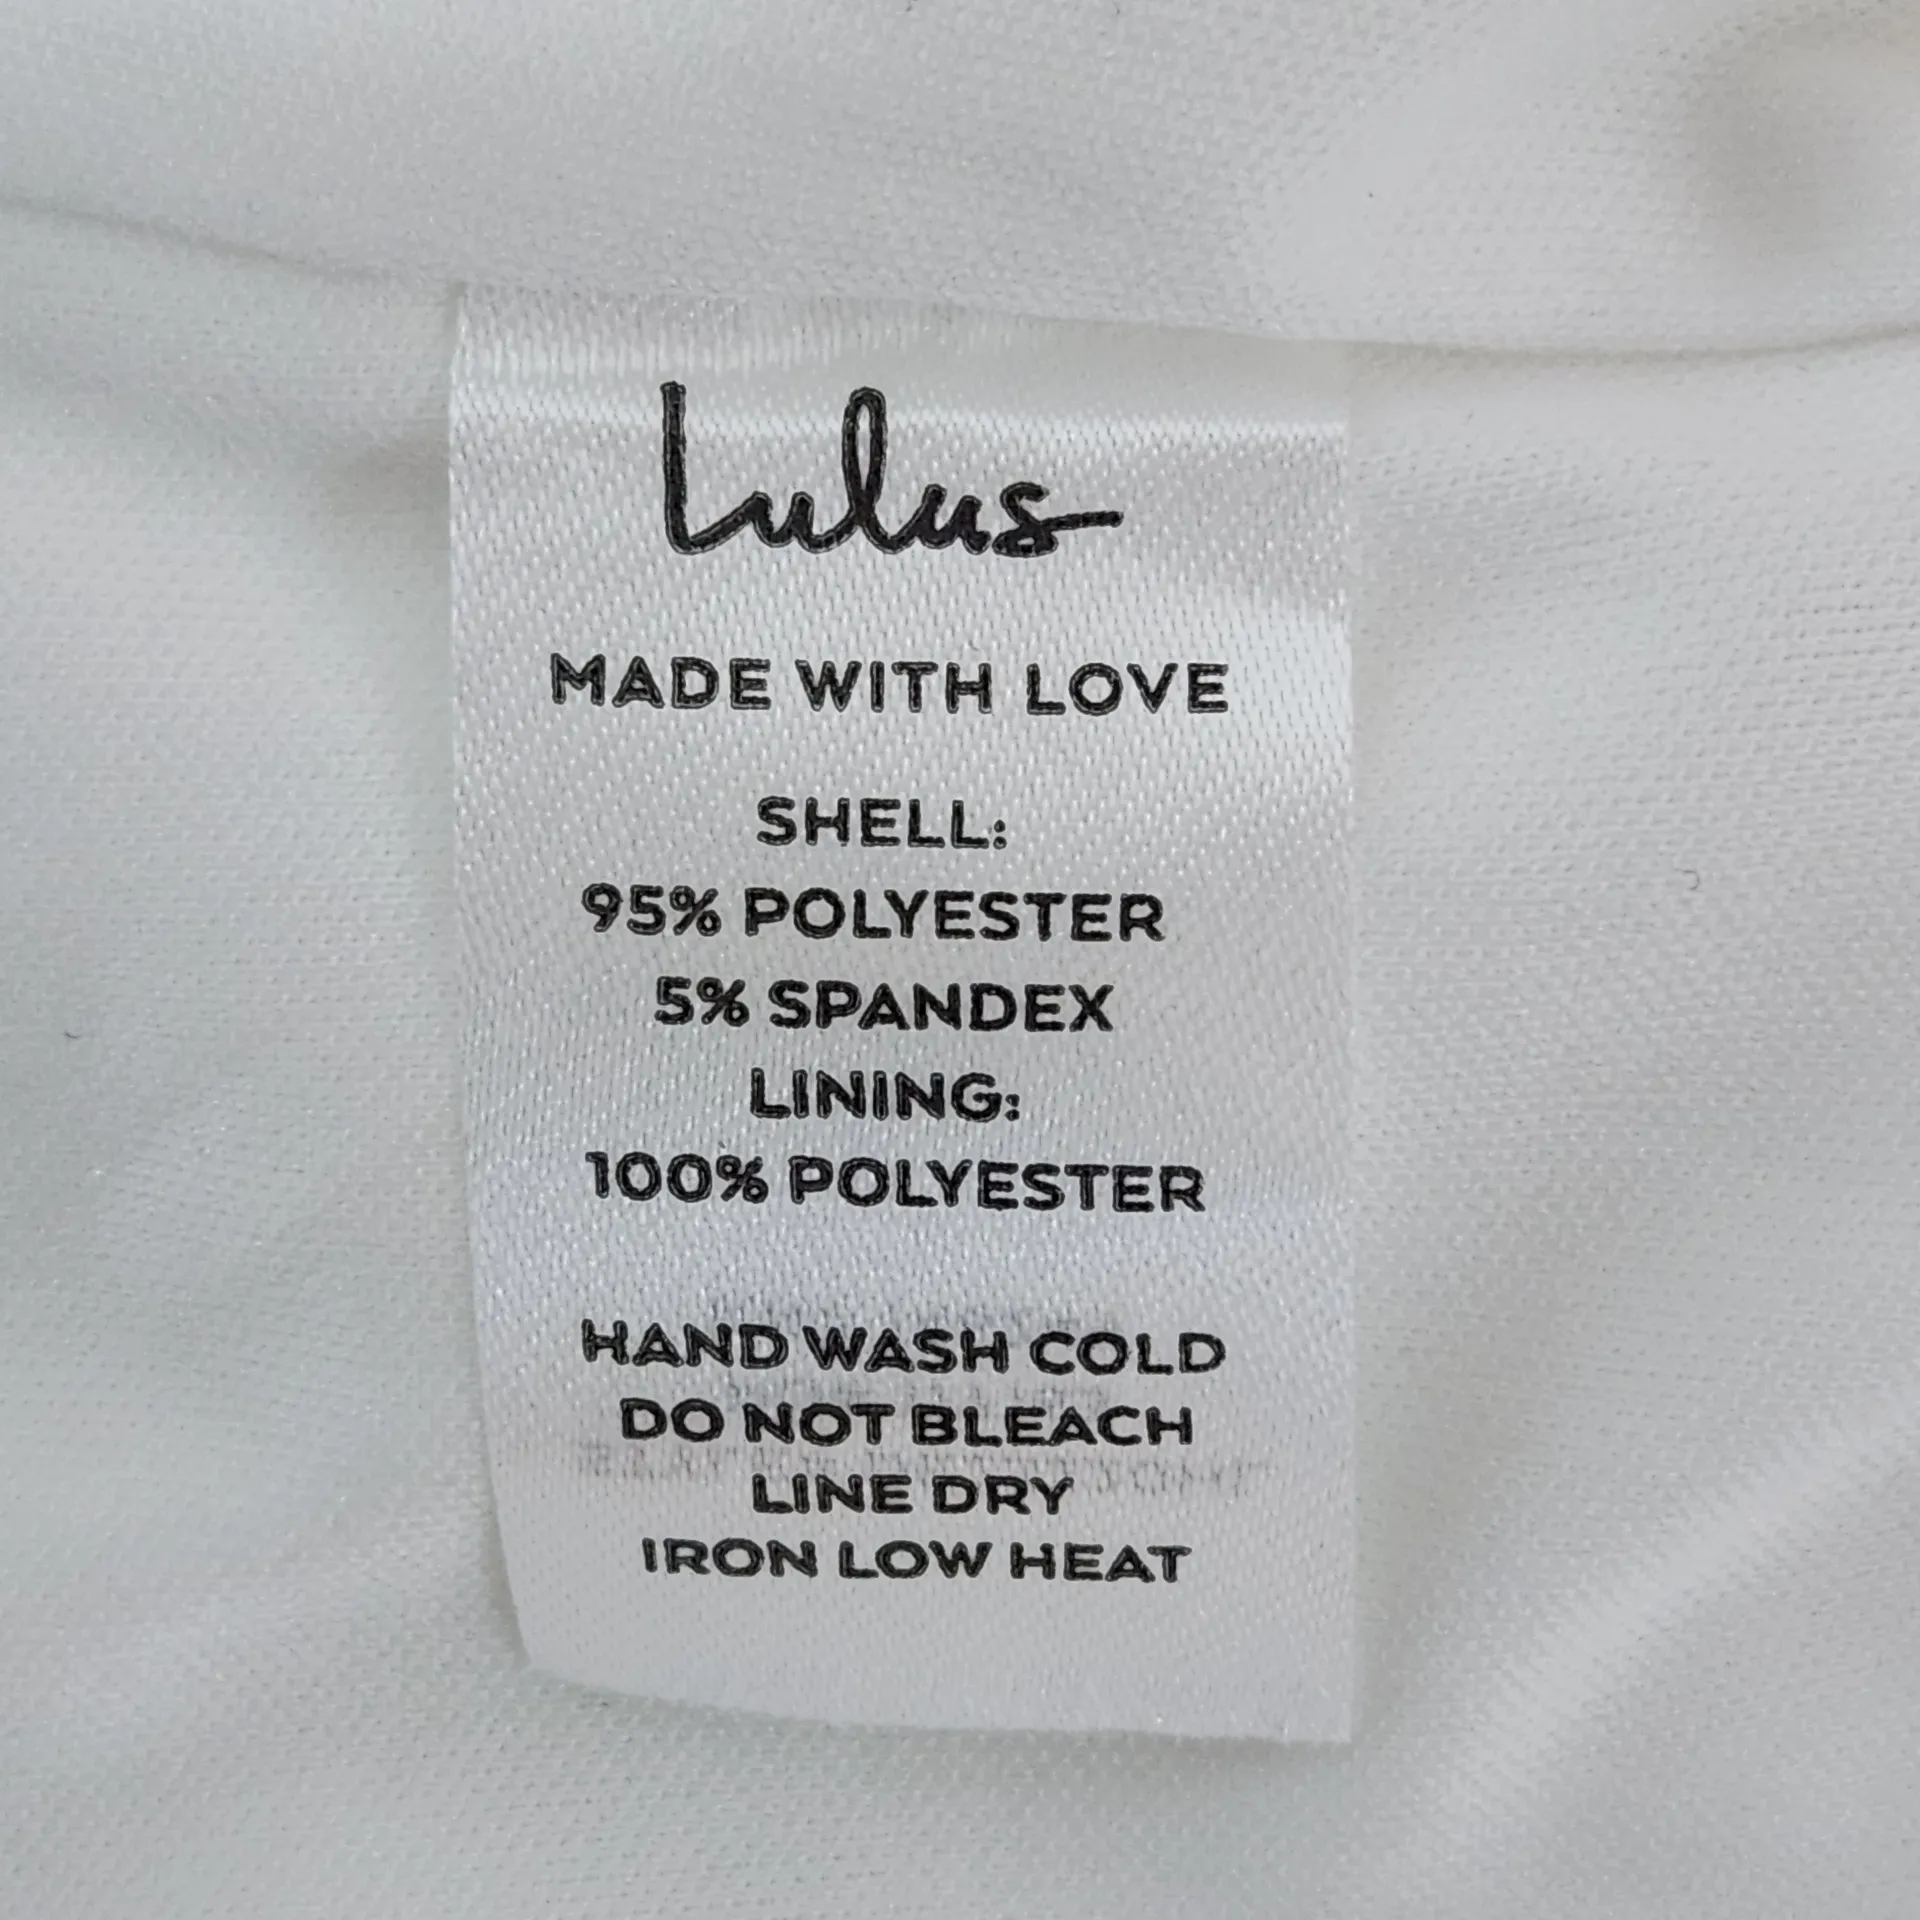 Lulus
MADE WITH LOVE
SHELL:
95% POLYESTER
5% SPANDEX
LINING:
100% POLYESTER
HAND WASH COLD
DO NOT BLEACH
LINE DRY
IRON LOW HEAT